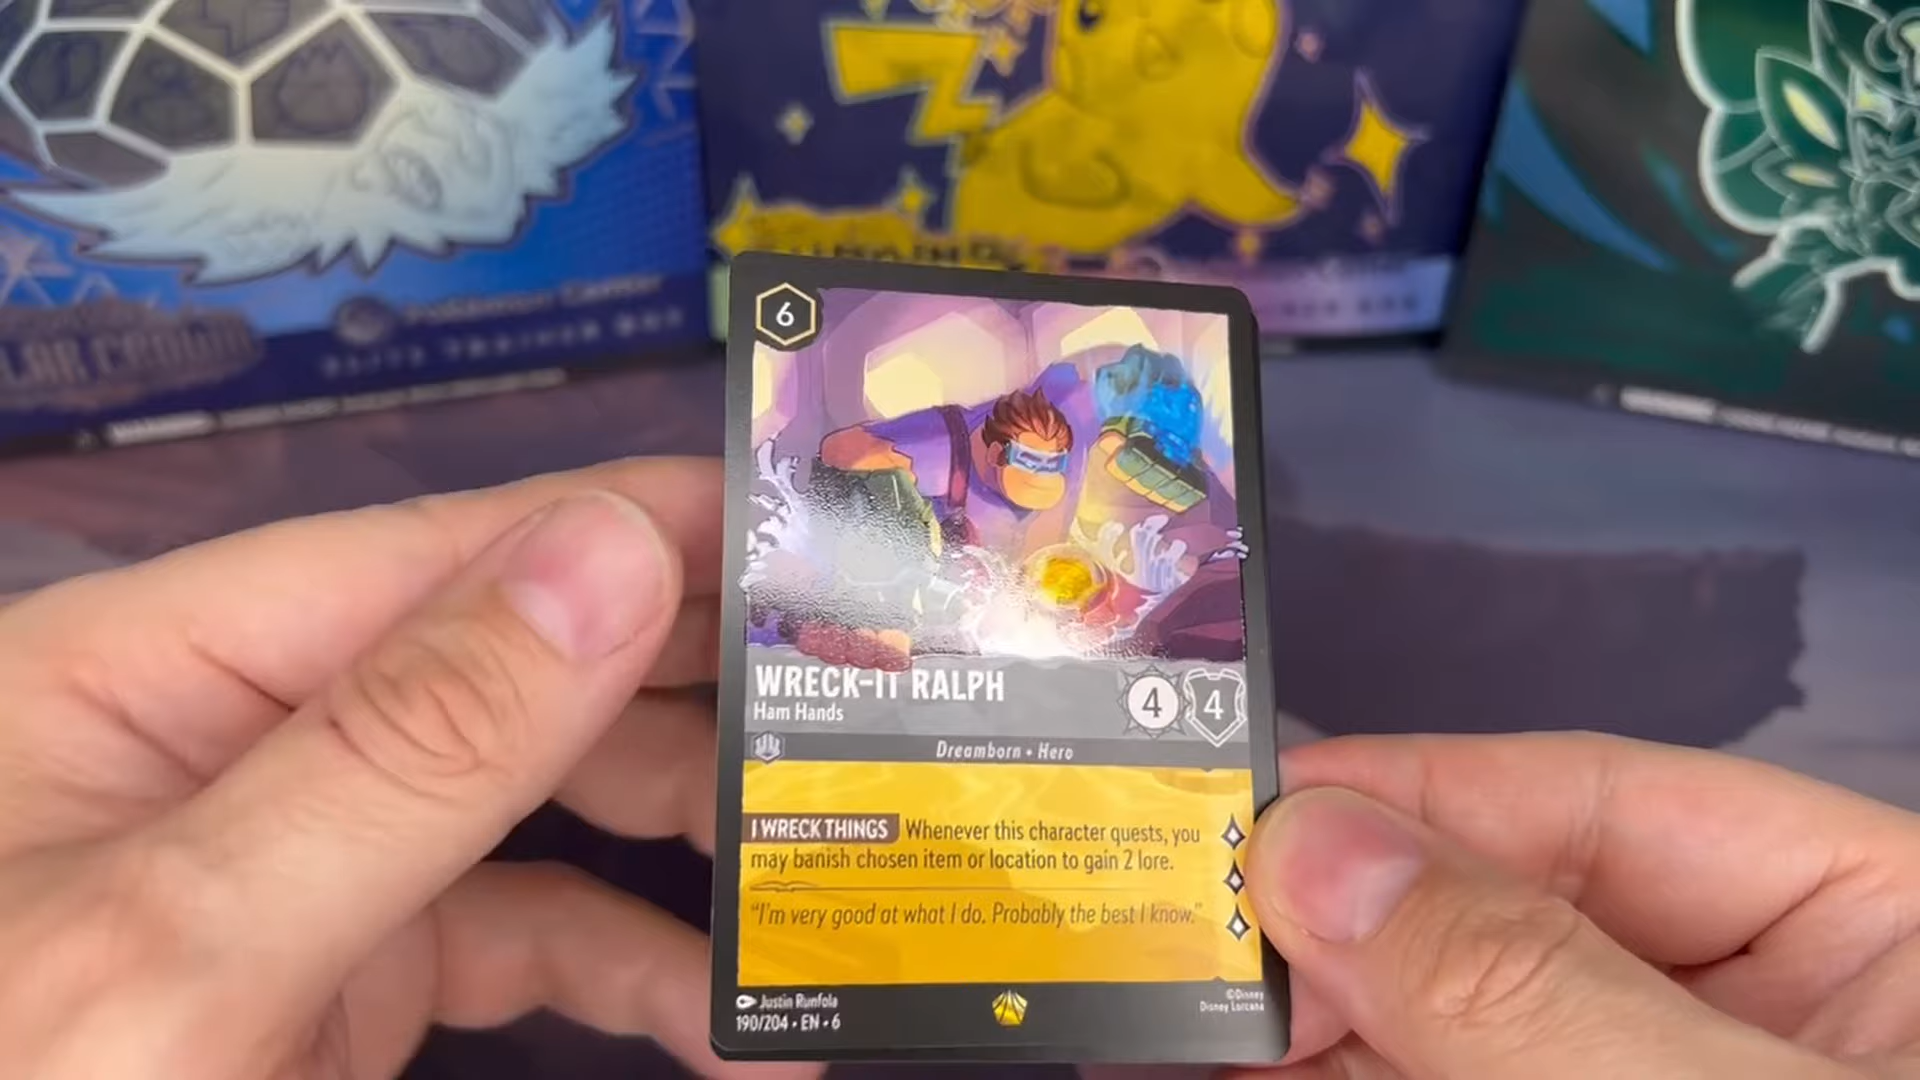 Pokémon Center
ELITE TRAINER BOX
6
WRECK-IT RALPH
Ham Hands
4 4
Dreamborn • Hero
I WRECK THINGS Whenever this character quests, you
may banish chosen item or location to gain 2 lore.
"I'm very good at what I do. Probably the best I know."
Justin Runfola
190/204 • EN • 6
©Disney
Disney Lorcana